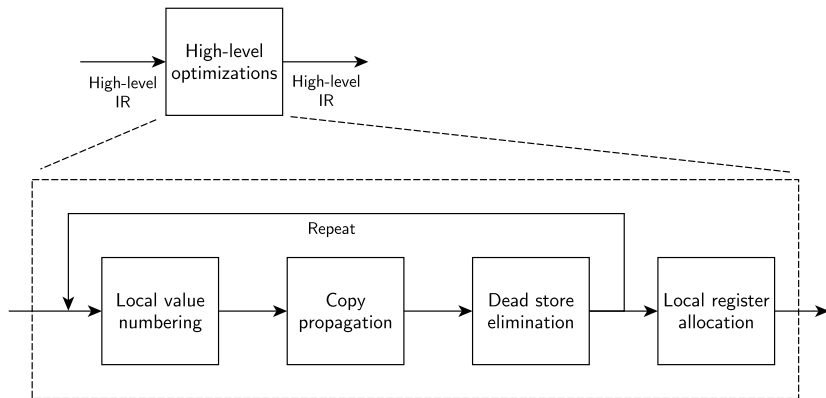 High-level
optimizations
High-level
IR
High-level
IR
Repeat
Local value
numbering
Copy
propagation
Dead store
elimination
Local register
allocation